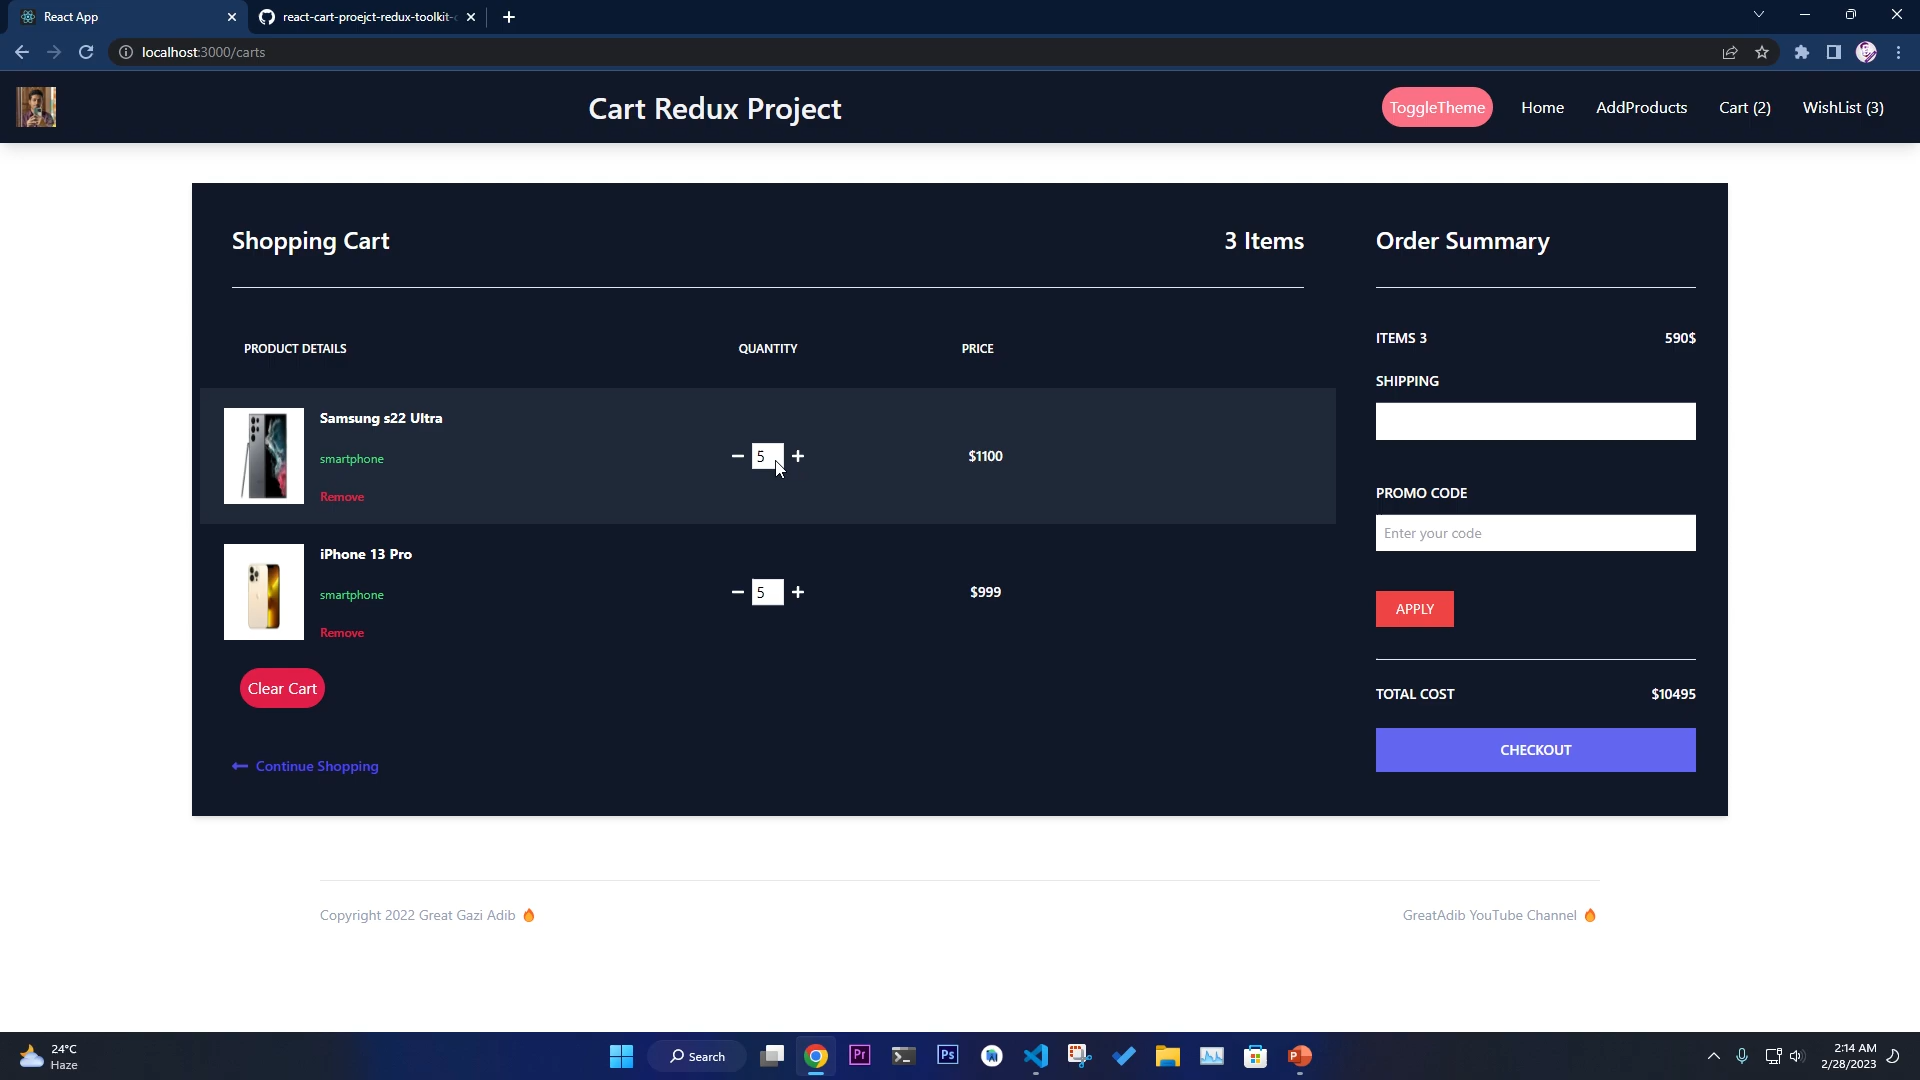 React App
react-cart-proejct-redux-toolkit-
localhost:3000/carts
Cart Redux Project
ToggleTheme
Home
AddProducts
Cart (2)
WishList (3)
Shopping Cart
3 Items
Order Summary
PRODUCT DETAILS
QUANTITY
PRICE
ITEMS 3
590$
SHIPPING
Samsung s22 Ultra
smartphone
Remove
5
$1100
PROMO CODE
Enter your code
iPhone 13 Pro
smartphone
Remove
5
$999
APPLY
Clear Cart
TOTAL COST
$10495
CHECKOUT
Continue Shopping
Copyright 2022 Great Gazi Adib
GreatAdib YouTube Channel
24°C
Haze
Search
Pr
Ps
P
2:14 AM
2/28/2023